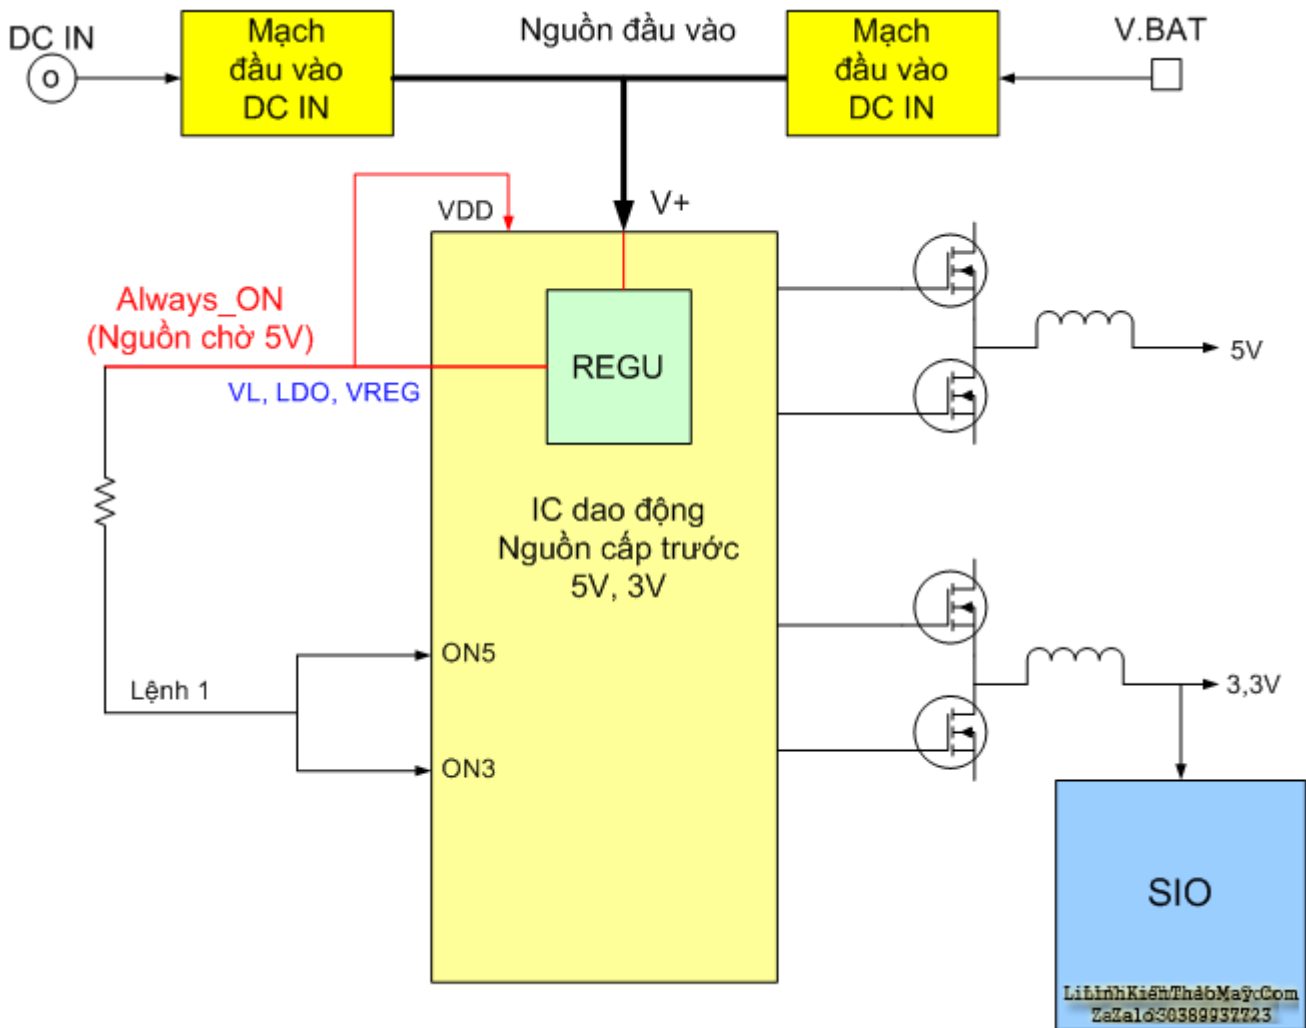 DC IN
Mạch
đầu vào
DC IN
Nguồn đầu vào
Mạch
đầu vào
DC IN
V.BAT
VDD
V+
Always_ON
(Nguồn chờ 5V)
VL, LDO, VREG
REGU
5V
IC dao động
Nguồn cấp trước
5V, 3V
ON5
Lệnh 1
ON3
3,3V
SIO